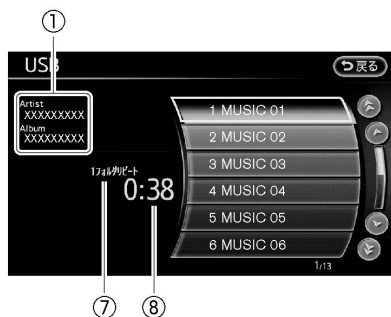 ①
USB
戻る
Artist
XXXXXXXXX
Album
XXXXXXXXX
1フォルダリピート
0:38
1 MUSIC 01
2 MUSIC 02
3 MUSIC 03
4 MUSIC 04
5 MUSIC 05
6 MUSIC 06
1/13
⑦ ⑧